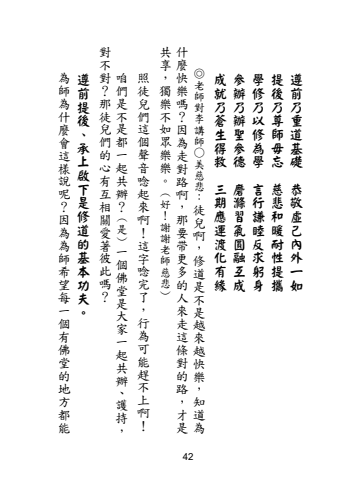 遵前乃重道基礎　恭敬虛己內外一如
提後乃尊師毋忘　慈悲和暖耐性提攜
學修乃以修為學　言行謙睦反求躬身
參辦乃辦聖參德　磨滌習氣圓融互成
成就乃蒼生得救　三期應運渡化有緣
◎老師對李講師○美慈悲：徒兒啊，修道是不是越來越快樂，知道為
什麼快樂嗎？因為走對路啊，那要帶更多的人來走這條對的路，才是
共享，獨樂不如眾樂樂。（好！謝謝老師慈悲）
照徒兒們這個聲音唸起來啊！這字唸完了，行為可能趕不上啊！
咱們是不是都一起共辦？（是）一個佛堂是大家一起共辦、護持，
對不對？那徒兒們的心有互相關愛著彼此嗎？
遵前提後、承上啟下是修道的基本功夫。
為師為什麼會這樣說呢？因為為師希望每一個有佛堂的地方都能
42